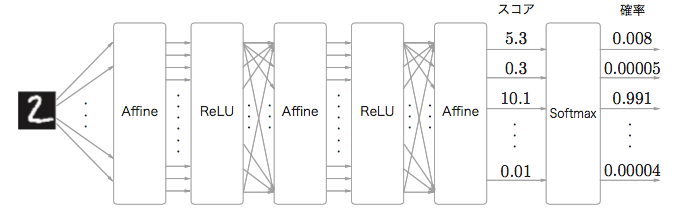 スコア
確率
5.3
0.008
0.3
0.00005
10.1
0.991
2
Affine
ReLU
Affine
ReLU
Affine
Softmax
0.01
0.00004